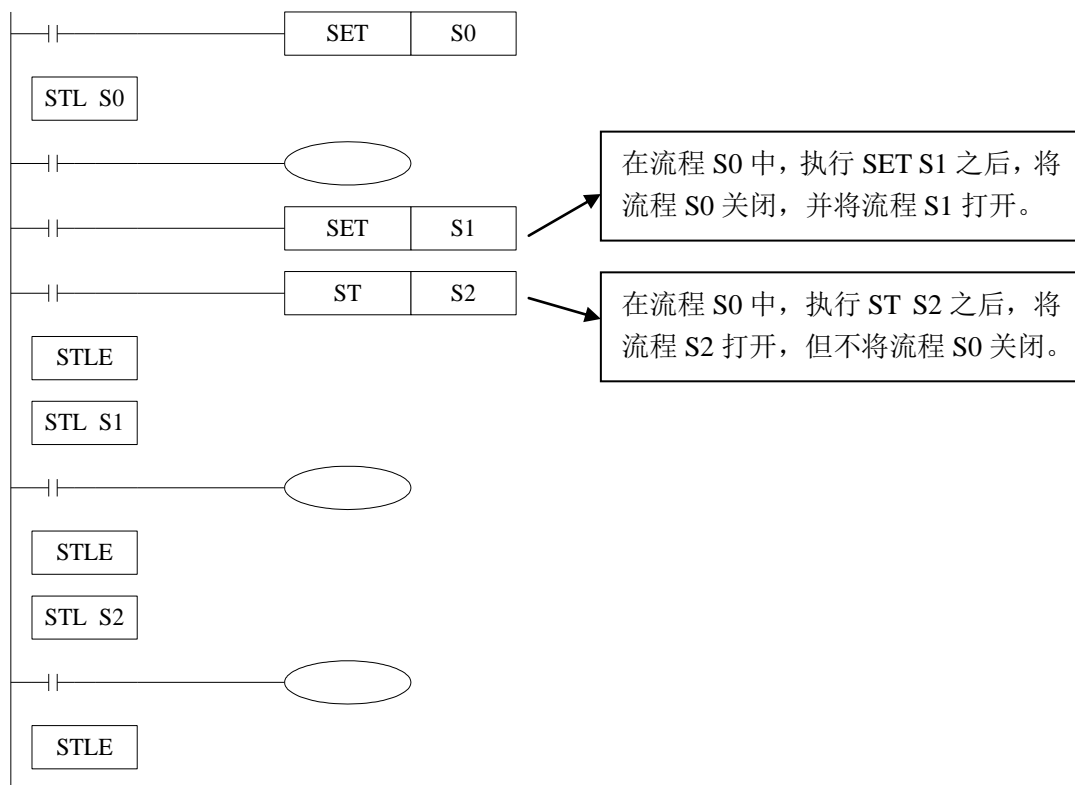 SET S0
STL S0
在流程 S0 中，执行 SET S1 之后，将
流程 S0 关闭，并将流程 S1 打开。
SET S1
ST S2
在流程 S0 中，执行 ST S2 之后，将
流程 S2 打开，但不将流程 S0 关闭。
STLE
STL S1
STLE
STL S2
STLE